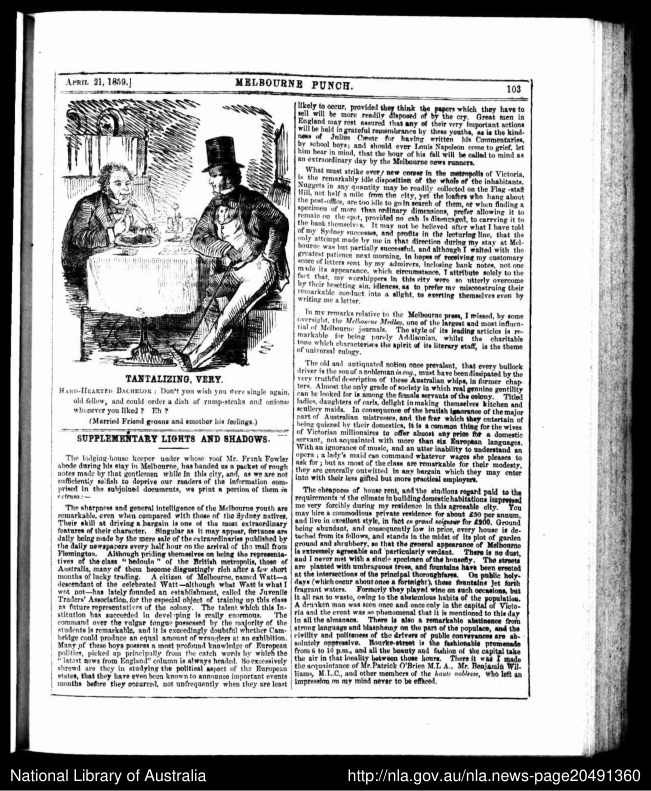 APRIL 21, 1859.]
MELBOURNE PUNCH.
103
TANTALIZING, VERY.
HARD-HEARTED BACHELOR : Don't you wish you were single again,
old fellow, and could order a dish of rump-steaks and onions
whenever you liked ? Eh ?
(Married Friend groans and smother his feelings.)
SUPPLEMENTARY LIGHTS AND SHADOWS.
The lodging-house keeper under whose roof Mr. Frank Fowler
abode during his stay in Melbourne, has handed us a packet of rough
notes made by that gentleman while in this city, and, as we are not
sufficiently selfish to deprive our readers of the information com-
prised in the subjoined documents, we print a portion of them in
extenso :—
The sharpness and general intelligence of the Melbourne youth are
remarkable, even when compared with those of the Sydney natives.
Their skill at driving a bargain is one of the most extraordinary
features of their character. Singular as it may appear, fortunes are
daily being made by the mere sale of the extraordinaries published by
the daily newspapers every half hour on the arrival of the mail from
Flemington. Although priding themselves on being the representa-
tives of the class "bedouin" of the British metropolis, those of
Australia, many of them become disgustingly rich after a few short
months of lucky trading. A citizen of Melbourne, named Watt—a
descendant of the celebrated Watt—although what Watt is what I
wot not—has lately founded an establishment, called the Juvenile
Traders' Association, for the especial object of training up this class
as future representatives of the colony. The talent which this In-
stitution has succeeded in developing is really enormous. The
command over the vulgar tongue possessed by the majority of the
students is remarkable, and it is exceedingly doubtful whether Cam-
bridge could produce an equal amount of wranglers at an exhibition.
Many of these boys possess a most profound knowledge of European
politics, picked up principally from the catch words by which the
"latest news from England" column is always headed. So excessively
shrewd are they in studying the political aspect of the European
states, that they have even been known to announce important events
months before they occurred, not unfrequently when they are least
likely to occur, provided they think the papers which they have to
sell will be more readily disposed of by the cry. Great men in
England may rest assured that any of their very important actions
will be held in grateful remembrance by these youths, as is the kind-
ness of Julius Cæsar for having written his Commentaries,
by school boys; and should ever Louis Napoleon come to grief, let
him bear in mind, that the hour of his fall will be called to mind as
an extraordinary day by the Melbourne news runners.
What must strike every new comer in the metropolis of Victoria,
is the remarkably idle disposition of the whole of the inhabitants.
Nuggets in any quantity may be readily collected on the Flag-staff
Hill, not half a mile from the city, yet the loafers who hang about
the post-office, are too idle to go in search of them, or when finding a
specimen of more than ordinary dimensions, prefer allowing it to
remain on the spot, provided no cab is disengaged, to carrying it to
the bank themselves. It may not be believed after what I have told
of my Sydney successes, and profits in the lecturing line, that the
only attempt made by me in that direction during my stay at Mel-
bourne was but partially successful, and although I waited with the
greatest patience next morning, in hopes of receiving my customary
score of letters sent by my admirers, inclosing bank notes, not one
made its appearance, which circumstance, I attribute solely to the
fact that, my worshippers in this city were so utterly overcome
by their besetting sin, idleness, as to prefer my misconstruing their
remarkable conduct into a slight, to exerting themselves even by
writing me a letter.
In my remarks relative to the Melbourne press, I missed, by some
oversight, the Melbourne Medley, one of the largest and most influen-
tial of Melbourne journals. The style of its leading articles is re-
markable for being purely Addisonian, whilst the charitable
tone which characterises the spirit of its literary staff, is the theme
of universal eulogy.
The old and antiquated notion once prevalent, that every bullock
driver is the son of a nobleman in cog., must have been dissipated by the
very truthful description of these Australian whips, in former chap-
ters. Almost the only grade of society in which real genuine gentility
can be looked for is among the female servants of the colony. Titled
ladies, daughters of earls, delight in making themselves kitchen and
scullery maids. In consequence of the brutish ignorance of the major
part of Australian mistresses, and the fear which they entertain of
being quizzed by their domestics, it is a common thing for the wives
of Victorian millionaires to offer almost any price for a domestic
servant, not acquainted with more than six European languages.
With an ignorance of music, and an utter inability to understand an
opera ; a lady's maid can command whatever wages she pleases to
ask for ; but as most of the class are remarkable for their modesty,
they are generally outwitted in any bargain which they may enter
into with their less gifted but more practical employers.
The cheapness of house rent, and the studious regard paid to the
requirements of the climate in building domestic habitations impressed
me very forcibly during my residence in this agreeable city. You
may hire a commodious private residence for about £50 per annum,
and live in excellent style, in fact en grand seigneur for £200. Ground
being abundant, and consequently low in price, every house is de-
tached from its fellows, and stands in the midst of its plot of garden
ground and shrubbery, so that the general appearance of Melbourne
is extremely agreeable and particularly verdant. There is no dust,
and I never met with a single specimen of the housefly. The streets
are planted with umbrageous trees, and fountains have been erected
at the intersections of the principal thoroughfares. On public holy-
days (which occur about once a fortnight), these fountains jet forth
fragrant waters. Formerly they played wine on such occasions, but
it all ran to waste, owing to the abstemious habits of the population.
A drunken man was seen once and once only in the capital of Victo-
ria and the event was so phenomenal that it is mentioned to this day
in all the almanacs. There is also a remarkable abstinence from
strong language and blasphemy on the part of the populace, and the
civility and politeness of the drivers of public conveyances are ab-
solutely oppressive. Bourke-street is the fashionable promenade
from 6 to 10 p.m., and all the beauty and fashion of the capital take
the air in that locality between those hours. There it was I made
the acquaintance of Mr. Patrick O'Brien M.L.A., Mr. Benjamin Wil-
liams, M.L.C., and other members of the haute noblesse, who left an
impression on my mind never to be effaced.
National Library of Australia
http://nla.gov.au/nla.news-page20491360